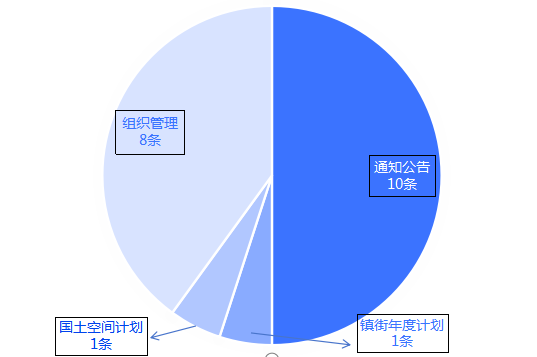 组织管理
8条
通知公告
10条
国土空间计划
1条
镇街年度计划
1条